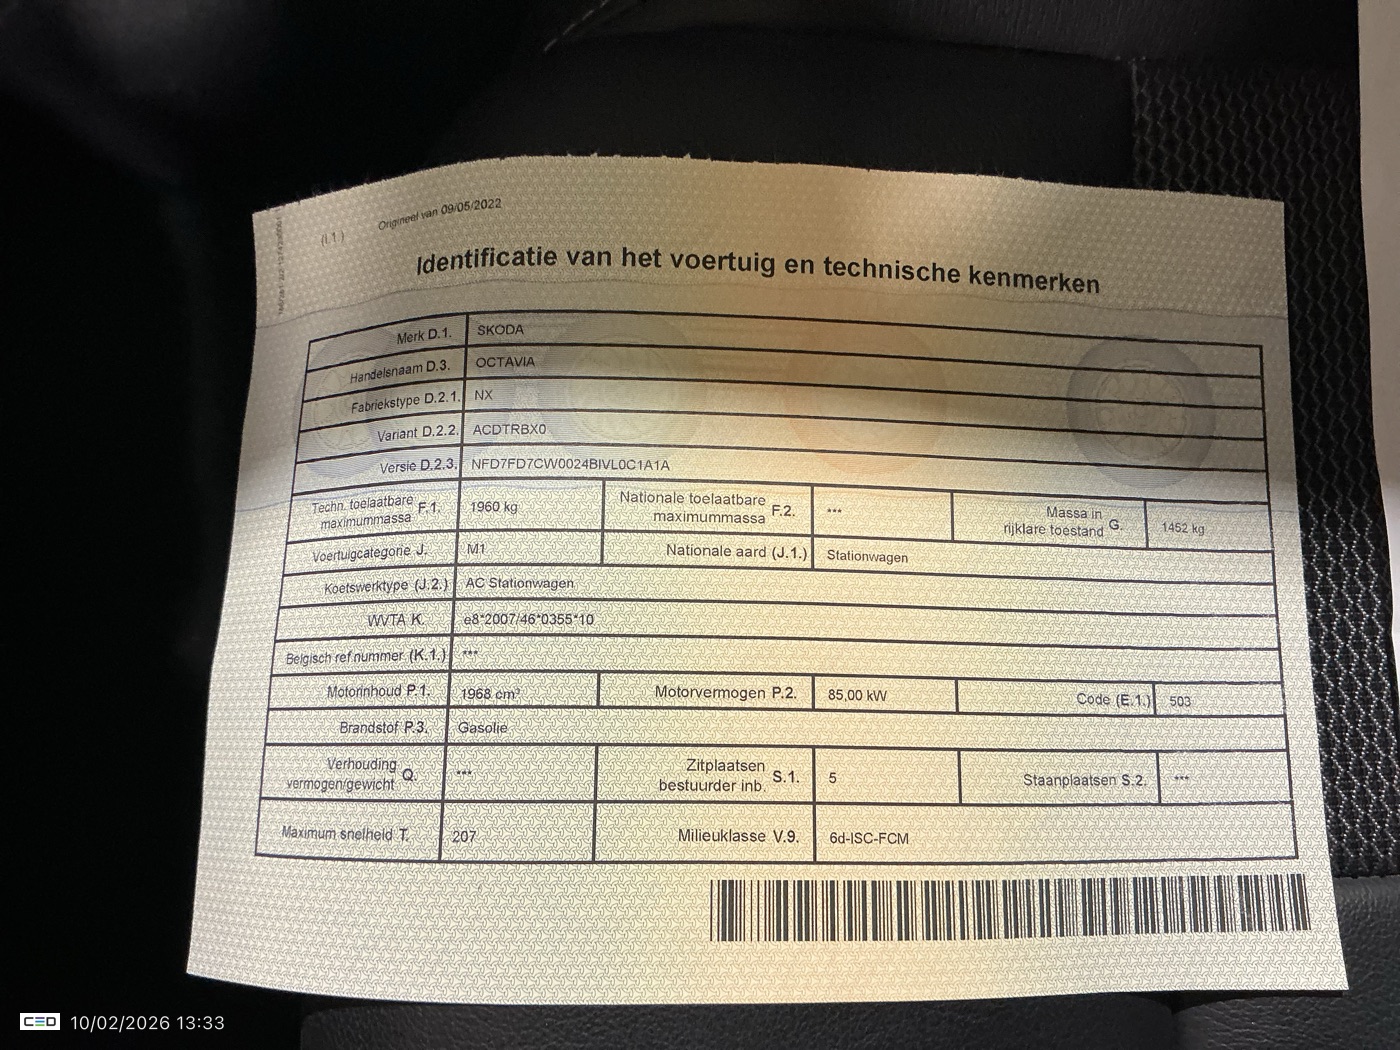 (I.1.) Origineel van 09/05/2022
Identificatie van het voertuig en technische kenmerken
Merk D.1. SKODA
Handelsnaam D.3. OCTAVIA
Fabriekstype D.2.1. NX
Variant D.2.2. ACDTRBX0
Versie D.2.3. NFD7FD7CW0024BIVL0C1A1A
Techn. toelaatbare maximummassa F.1. 1960 kg Nationale toelaatbare maximummassa F.2. *** Massa in rijklare toestand G. 1452 kg
Voertuigcategorie J. M1 Nationale aard (J.1.) Stationwagen
Koetswerktype (J.2.) AC Stationwagen
WVTA K. e8*2007/46*0355*10
Belgisch ref.nummer (K.1.) ***
Motorinhoud P.1. 1968 cm³ Motorvermogen P.2. 85,00 kW Code (E.1.) 503
Brandstof P.3. Gasolie
Verhouding vermogen/gewicht Q. *** Zitplaatsen bestuurder inb. S.1. 5 Staanplaatsen S.2. ***
Maximum snelheid T. 207 Milieuklasse V.9. 6d-ISC-FCM
CED 10/02/2026 13:33